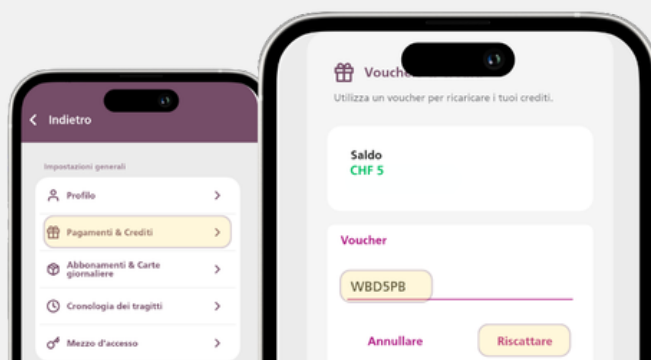 Indietro
Impostazioni generali
Profilo
Pagamenti & Crediti
Abbonamenti & Carte
giornaliere
Cronologia dei tragitti
Mezzo d'accesso
Utilizza un voucher per ricaricare i tuoi crediti.
Saldo
CHF 5
Voucher
WBD5PB
Annullare
Riscattare